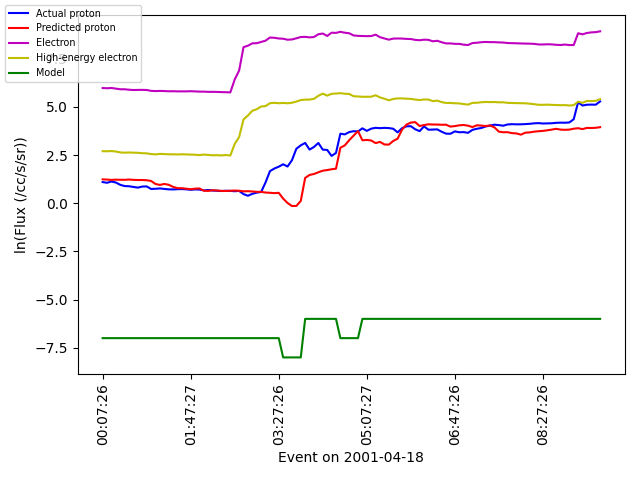 Actual proton
Predicted proton
Electron
High-energy electron
Model
5.0
2.5
0.0
−2.5
−5.0
−7.5
ln(Flux (/cc/s/sr))
00:07:26
01:47:27
03:27:26
05:07:27
06:47:26
08:27:26
Event on 2001-04-18